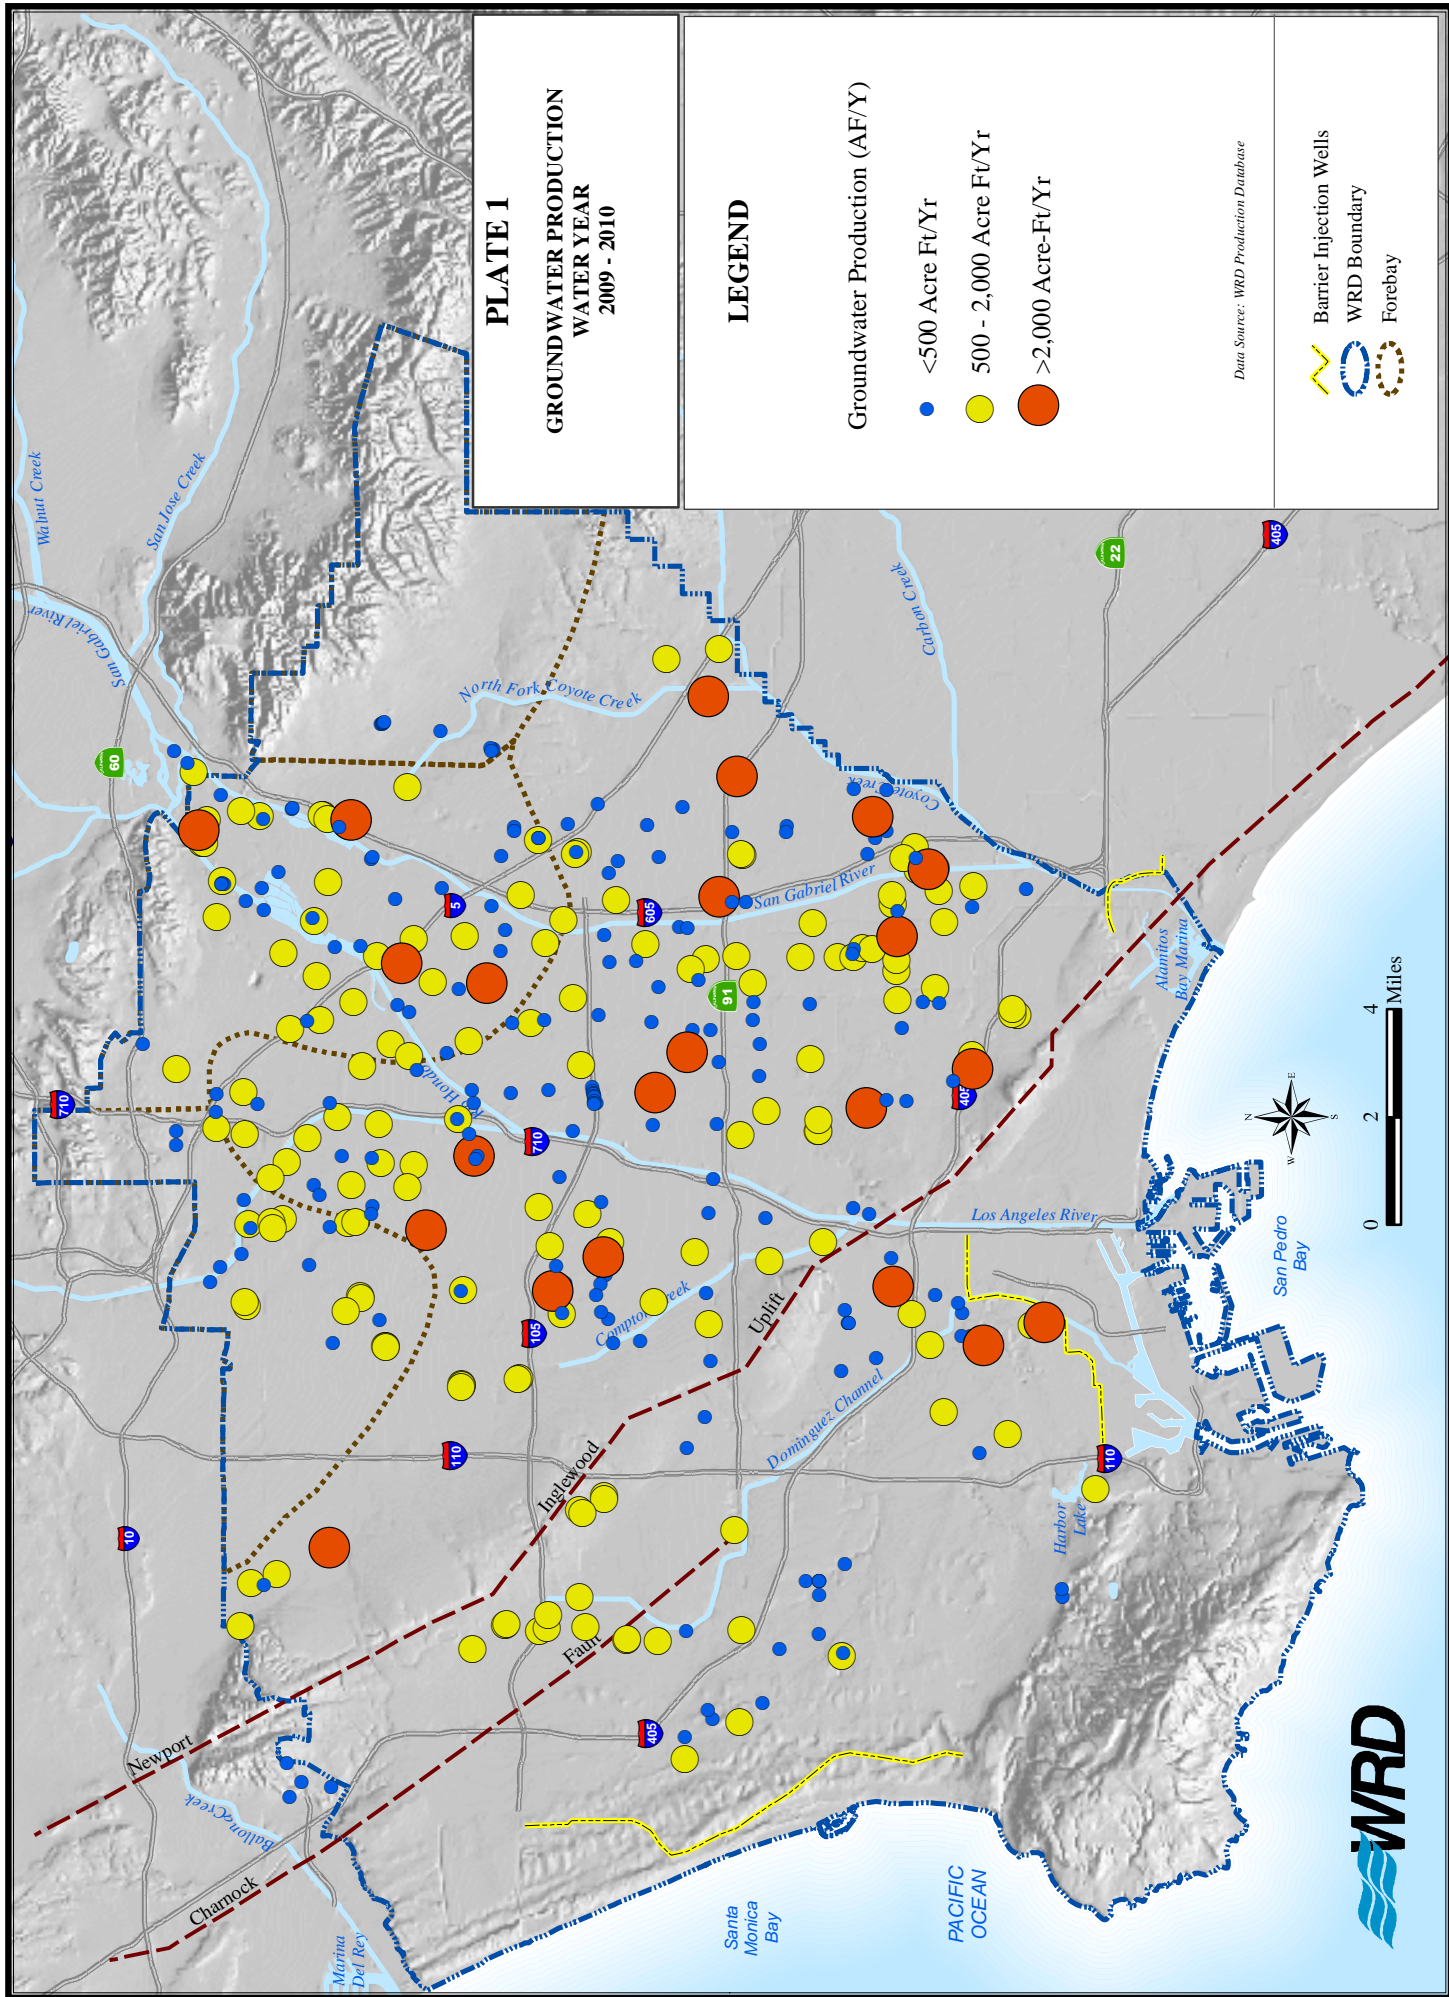 PLATE 1
GROUNDWATER PRODUCTION
WATER YEAR
2009 - 2010
LEGEND
Groundwater Production (AF/Y)
<500 Acre Ft/Yr
500 - 2,000 Acre Ft/Yr
>2,000 Acre-Ft/Yr
Data Source: WRD Production Database
Barrier Injection Wells
WRD Boundary
Forebay
Walnut Creek
San Jose Creek
San Gabriel River
60
710
10
North Fork Coyote Creek
5
605
Rio Hondo
710
105
110
Newport
Inglewood
Uplift
Charnock
Fault
Ballona Creek
Marina
Del Rey
405
Compton Creek
91
San Gabriel River
Coyote Creek
Carbon Creek
22
405
405
Dominguez Channel
Los Angeles River
Alamitos
Bay Marina
110
Harbor
Lake
San Pedro
Bay
Santa
Monica
Bay
PACIFIC
OCEAN
N
E
S
W
0 2 4
Miles
WRD